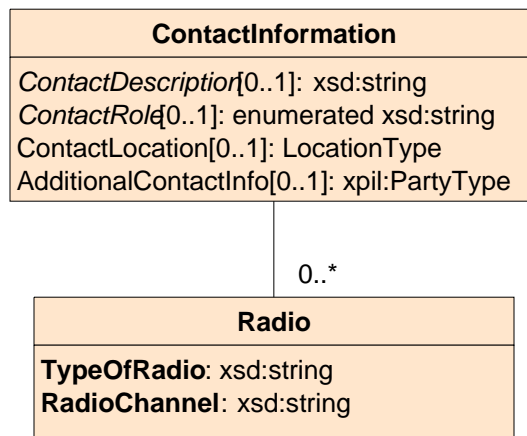 ContactInformation
ContactDescription[0..1]: xsd:string
ContactRole[0..1]: enumerated xsd:string
ContactLocation[0..1]: LocationType
AdditionalContactInfo[0..1]: xpil:PartyType
0..*
Radio
TypeOfRadio: xsd:string
RadioChannel: xsd:string